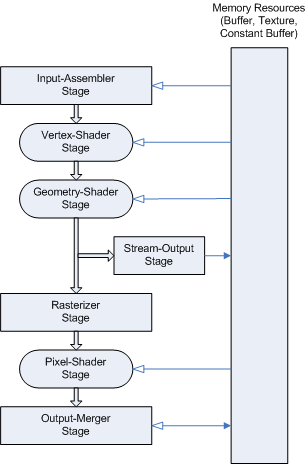 Memory Resources
(Buffer, Texture,
Constant Buffer)
Input-Assembler
Stage
Vertex-Shader
Stage
Geometry-Shader
Stage
Stream-Output
Stage
Rasterizer
Stage
Pixel-Shader
Stage
Output-Merger
Stage